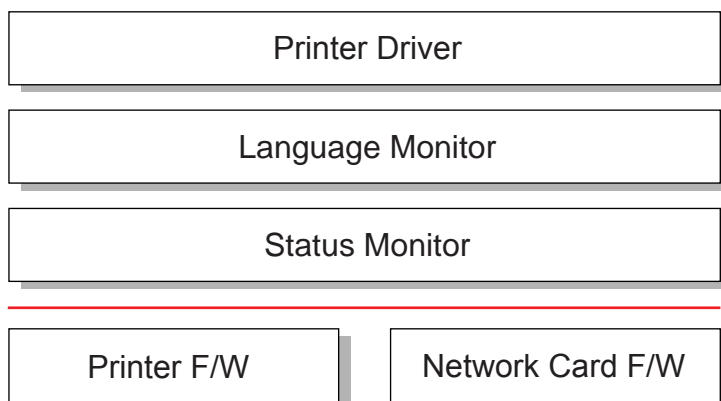 Printer Driver
Language Monitor
Status Monitor
Printer F/W
Network Card F/W